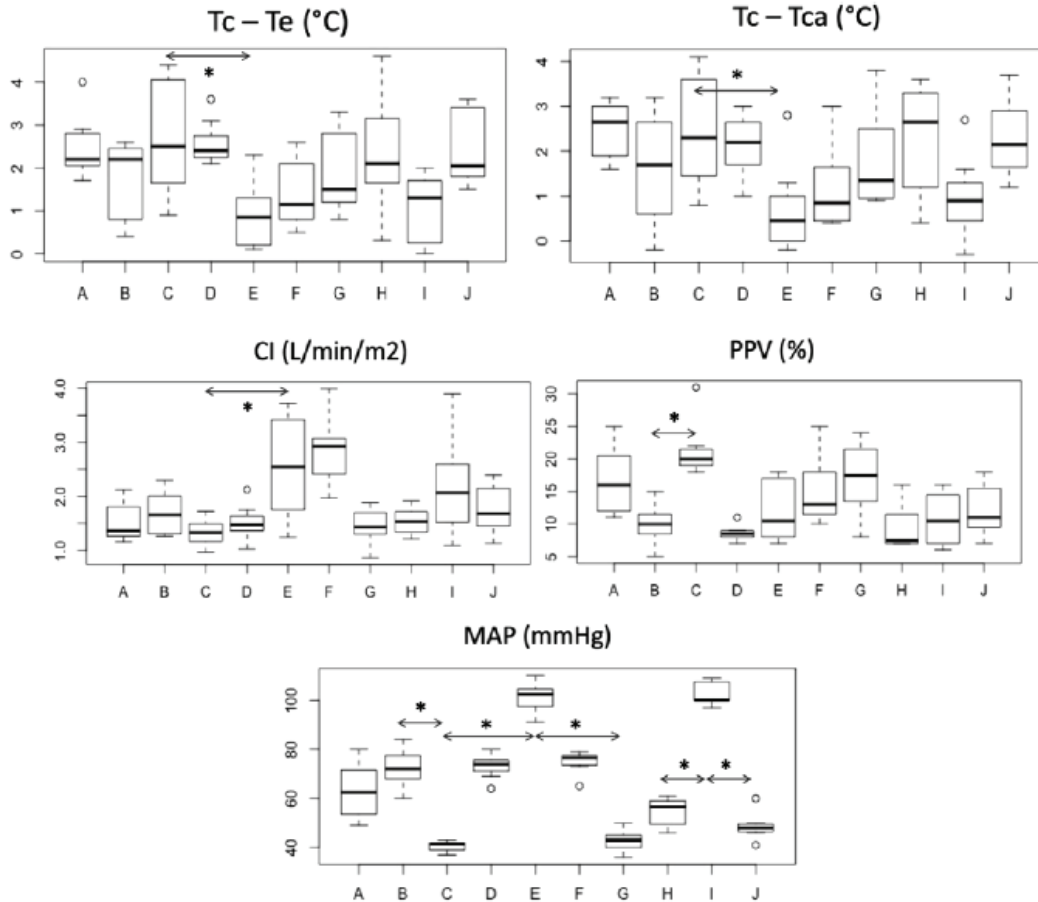 Tc – Te (°C)
4
3
2
1
0
*
A B C D E F G H I J
Tc – Tca (°C)
4
3
2
1
0
*
A B C D E F G H I J
CI (L/min/m2)
4.0
3.0
2.0
1.0
*
A B C D E F G H I J
PPV (%)
30
25
20
15
10
5
*
A B C D E F G H I J
MAP (mmHg)
100
80
60
40
* * * * *
A B C D E F G H I J